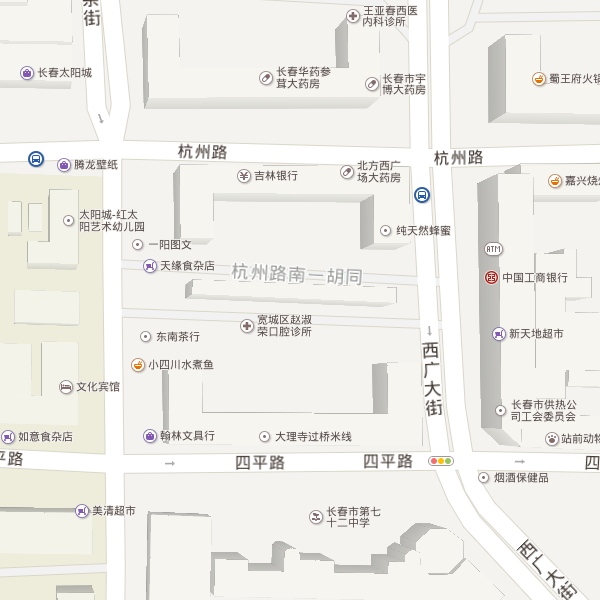 东街
王亚春西医
内科诊所
长春太阳城
长春华药参
茸大药房
长春市宇
博大药房
蜀王府火锅
杭州路
杭州路
腾龙壁纸
吉林银行
北方西广
场大药房
嘉兴烧
太阳城-红太
阳艺术幼儿园
一阳图文
纯天然蜂蜜
ATM
天缘食杂店
杭州路南一胡同
中国工商银行
宽城区赵淑
荣口腔诊所
东南茶行
新天地超市
西广大街
小四川水煮鱼
文化宾馆
长春市供热公
司工会委员会
如意食杂店
翰林文具行
大理寺过桥米线
站前动物
平路
四平路
四平路
四
烟酒保健品
美清超市
长春市第七
十二中学
西广大街